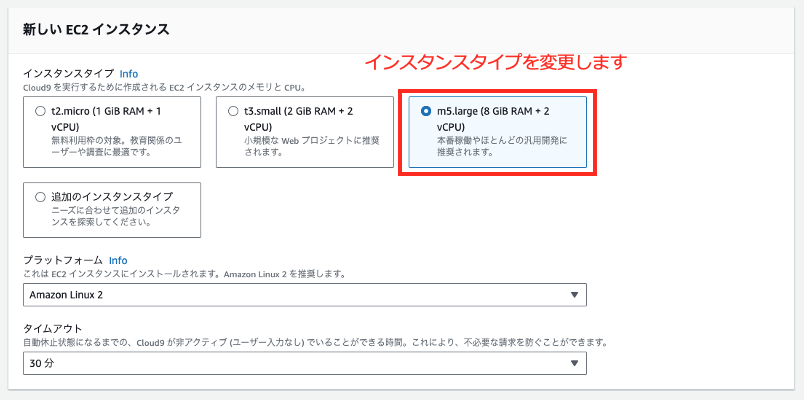 新しい EC2 インスタンス
インスタンスタイプを変更します
インスタンスタイプ Info
Cloud9 を実行するために作成される EC2 インスタンスのメモリと CPU。
t2.micro (1 GiB RAM + 1
vCPU)
無料利用枠の対象。教育関係のユ
ーザーや調査に最適です。
t3.small (2 GiB RAM + 2
vCPU)
小規模な Web プロジェクトに推奨
されます。
m5.large (8 GiB RAM + 2
vCPU)
本番稼働やほとんどの汎用開発に
推奨されます。
追加のインスタンスタイプ
ニーズに合わせて追加のインスタ
ンスを探索してください。
プラットフォーム Info
これは EC2 インスタンスにインストールされます。Amazon Linux 2 を推奨します。
Amazon Linux 2
タイムアウト
自動休止状態になるまでの、Cloud9 が非アクティブ (ユーザー入力なし) でいることができる時間。これにより、不必要な請求を防ぐことができます。
30 分